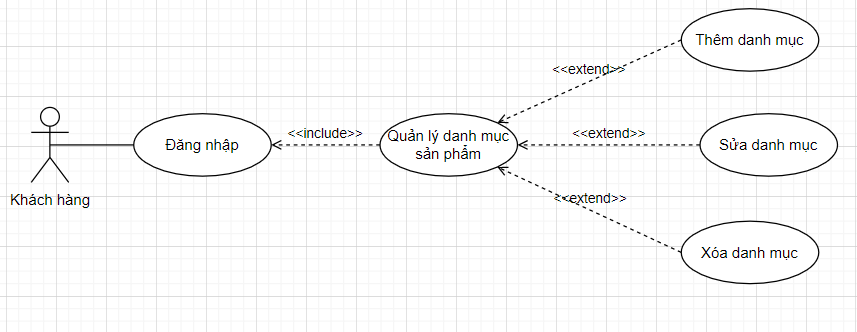 Thêm danh mục
<<extend>>
Đăng nhập
<<include>>
Quản lý danh mục
sản phẩm
<<extend>>
Sửa danh mục
Khách hàng
<<extend>>
Xóa danh mục